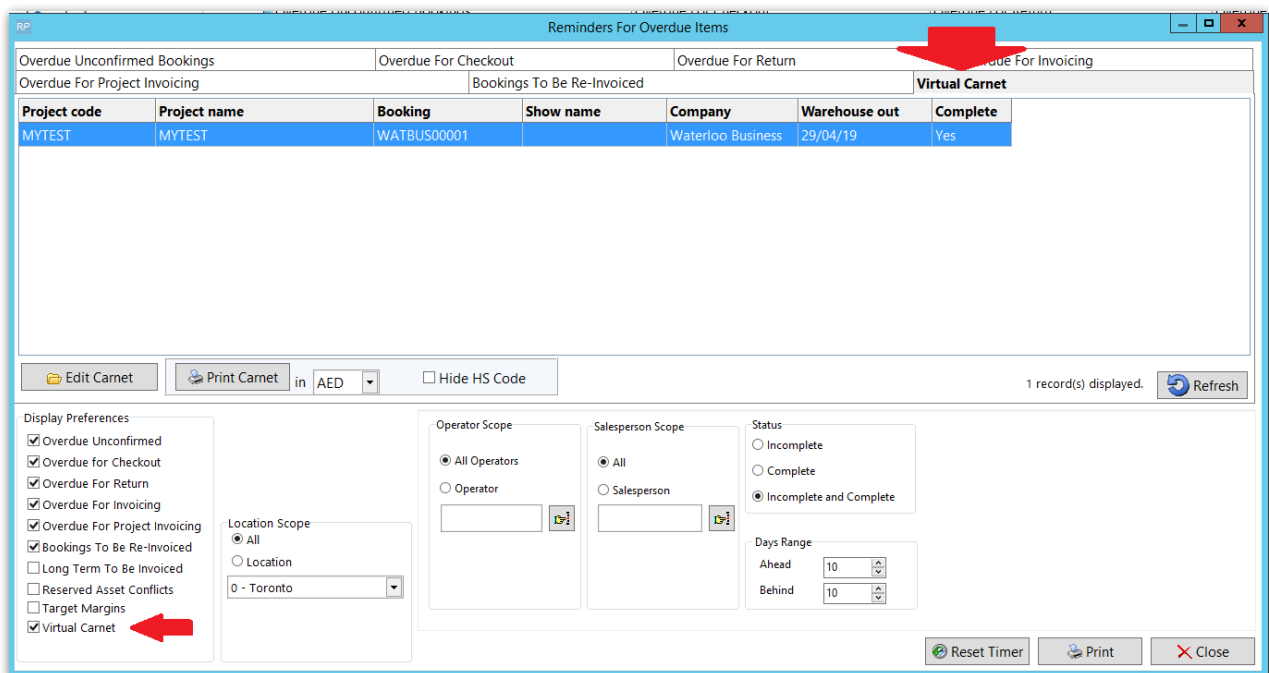 RP
Reminders For Overdue Items
Overdue Unconfirmed Bookings Overdue For Checkout Overdue For Return For Invoicing
Overdue For Project Invoicing Bookings To Be Re-Invoiced Virtual Carnet
Project code Project name Booking Show name Company Warehouse out Complete
MYTEST MYTEST WATBUS00001 Waterloo Business 29/04/19 Yes
Edit Carnet Print Carnet in AED Hide HS Code 1 record(s) displayed. Refresh
Display Preferences
Overdue Unconfirmed
Overdue for Checkout
Overdue For Return
Overdue For Invoicing
Overdue For Project Invoicing
Bookings To Be Re-Invoiced
Long Term To Be Invoiced
Reserved Asset Conflicts
Target Margins
Virtual Carnet
Location Scope
All
Location
0 - Toronto
Operator Scope
All Operators
Operator
Salesperson Scope
All
Salesperson
Status
Incomplete
Complete
Incomplete and Complete
Days Range
Ahead 10
Behind 10
Reset Timer Print Close